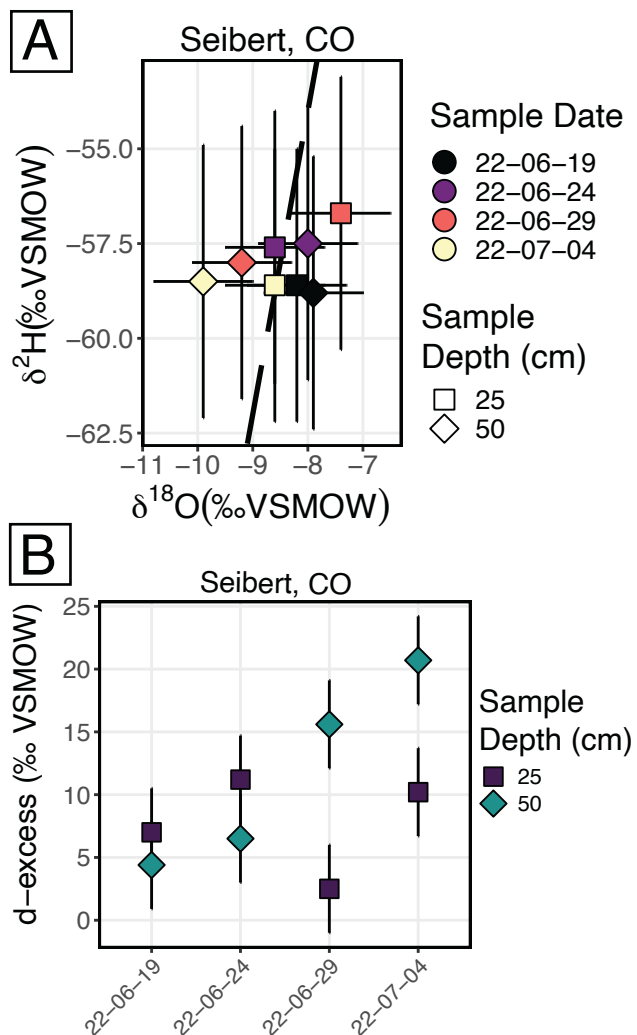 A
Seibert, CO
δ²H(‰VSMOW)
−55.0
−57.5
−60.0
−62.5
−11 −10 −9 −8 −7
δ¹⁸O(‰VSMOW)
Sample Date
22−06−19
22−06−24
22−06−29
22−07−04
Sample
Depth (cm)
25
50
B
Seibert, CO
d−excess (‰ VSMOW)
25
20
15
10
5
0
22−06−19
22−06−24
22−06−29
22−07−04
Sample
Depth (cm)
25
50